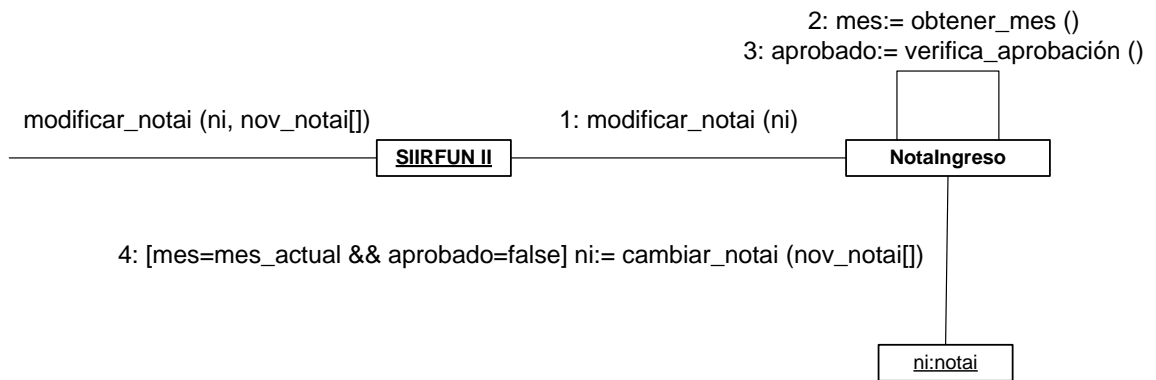 2: mes:= obtener_mes ()
3: aprobado:= verifica_aprobación ()
modificar_notai (ni, nov_notai[])
1: modificar_notai (ni)
SIIRFUN II
NotaIngreso
4: [mes=mes_actual && aprobado=false] ni:= cambiar_notai (nov_notai[])
ni:notai